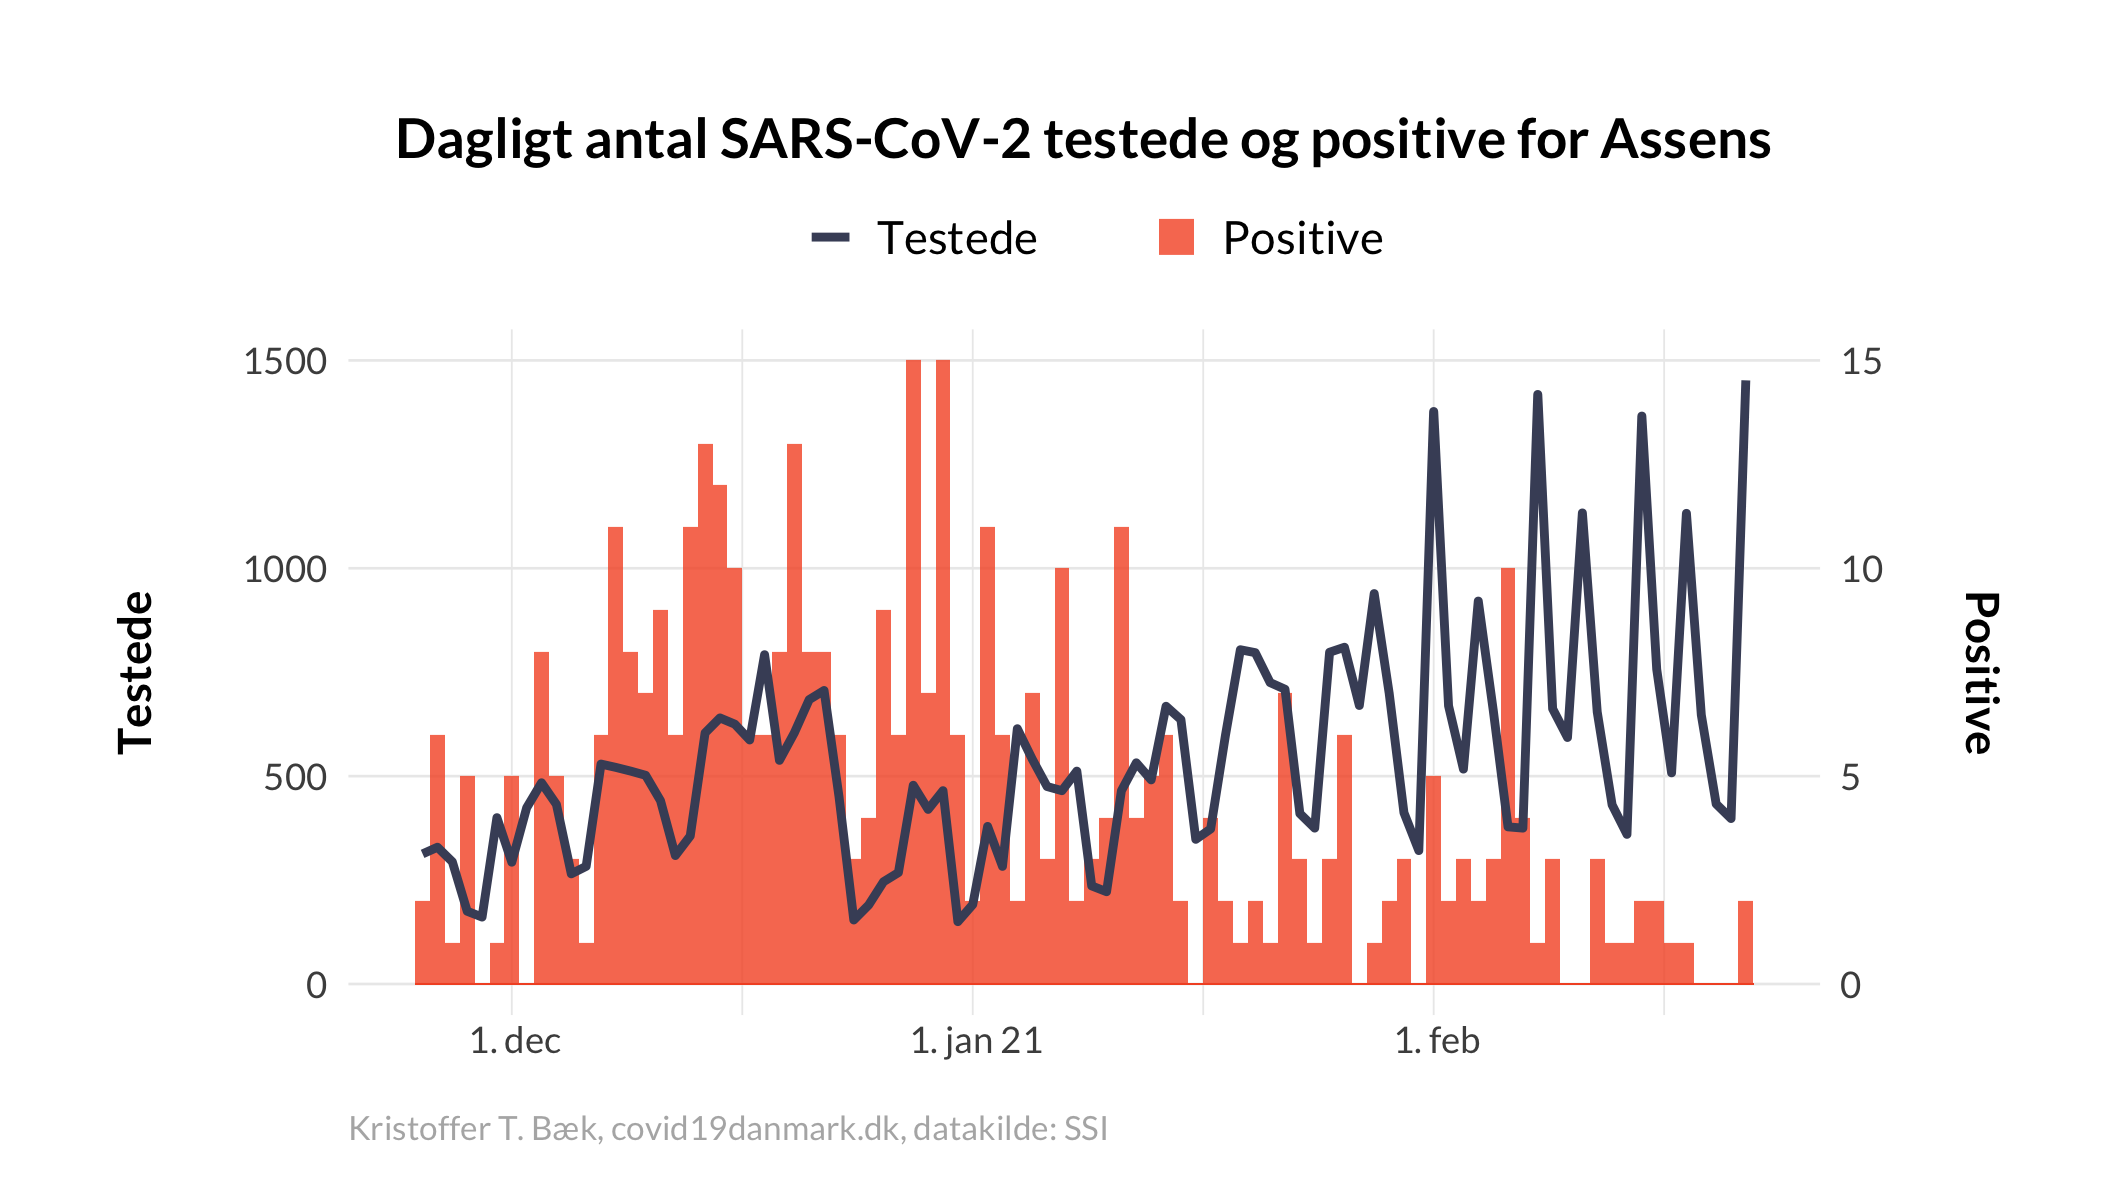 Dagligt antal SARS-CoV-2 testede og positive for Assens
Testede Positive
1500 15
1000 10
500 5
0 0
Testede
Positive
1. dec 1. jan 21 1. feb
Kristoffer T. Bæk, covid19danmark.dk, datakilde: SSI